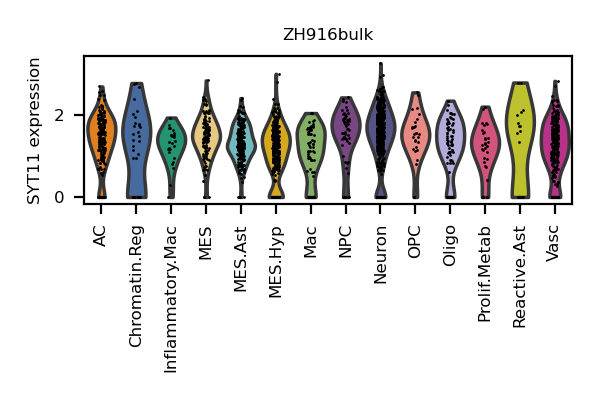 ZH916bulk
SYT11 expression
2
0
AC
Chromatin.Reg
Inflammatory.Mac
MES
MES.Ast
MES.Hyp
Mac
NPC
Neuron
OPC
Oligo
Prolif.Metab
Reactive.Ast
Vasc